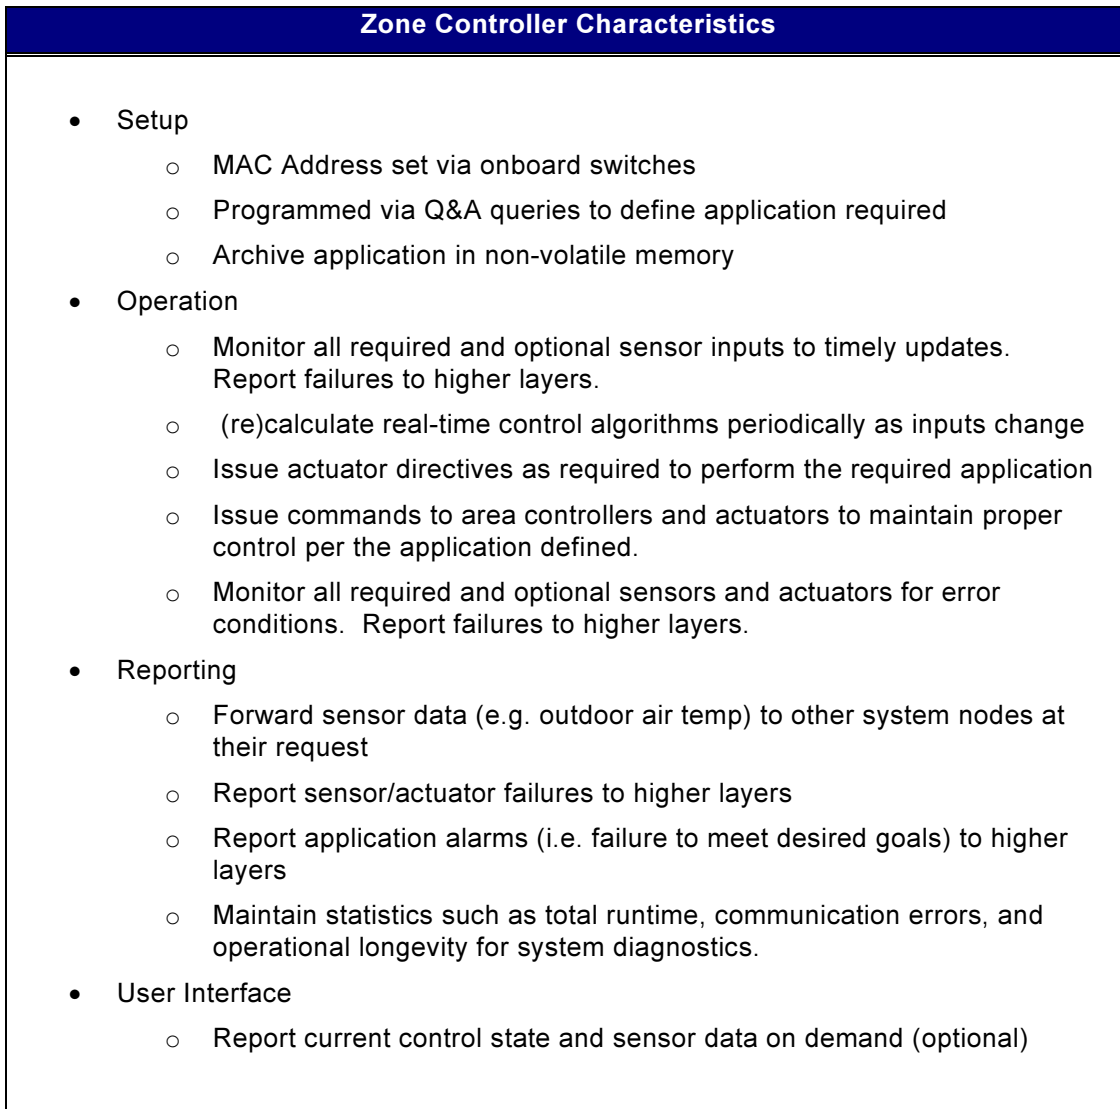 Zone Controller Characteristics
• Setup
o MAC Address set via onboard switches
o Programmed via Q&A queries to define application required
o Archive application in non-volatile memory
• Operation
o Monitor all required and optional sensor inputs to timely updates.
Report failures to higher layers.
o (re)calculate real-time control algorithms periodically as inputs change
o Issue actuator directives as required to perform the required application
o Issue commands to area controllers and actuators to maintain proper
control per the application defined.
o Monitor all required and optional sensors and actuators for error
conditions.  Report failures to higher layers.
• Reporting
o Forward sensor data (e.g. outdoor air temp) to other system nodes at
their request
o Report sensor/actuator failures to higher layers
o Report application alarms (i.e. failure to meet desired goals) to higher
layers
o Maintain statistics such as total runtime, communication errors, and
operational longevity for system diagnostics.
• User Interface
o Report current control state and sensor data on demand (optional)